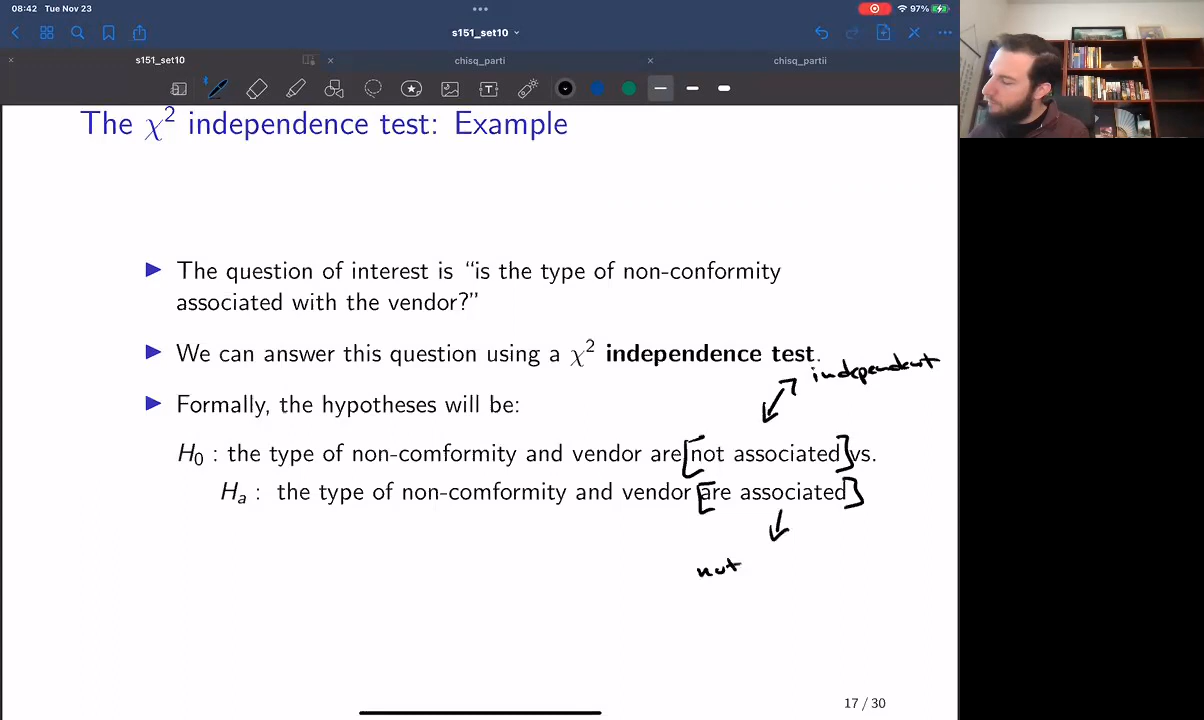 08:42 Tue Nov 23
97%
s151_set10
s151_set10
chisq_parti
chisq_partii
The χ² independence test: Example
The question of interest is “is the type of non-conformity
associated with the vendor?”
We can answer this question using a χ² independence test.
independent
Formally, the hypotheses will be:
H₀ : the type of non-comformity and vendor are [not associated] vs.
Hₐ : the type of non-comformity and vendor [are associated]
not
17 / 30